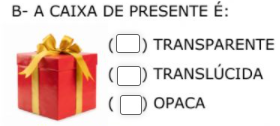 B- A CAIXA DE PRESENTE É:
(☐) TRANSPARENTE
(☐) TRANSLÚCIDA
(☐) OPACA